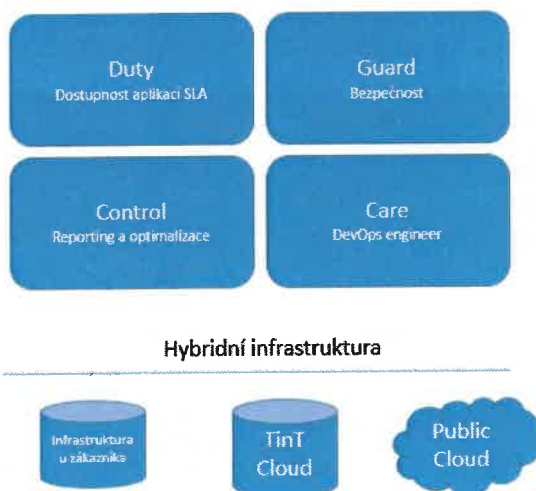 Duty
Dostupnost aplikací SLA
Guard
Bezpečnost
Control
Reporting a optimalizace
Care
DevOps engineer
Hybridní infrastruktura
infrastruktura
u zákazníka
TinT
Cloud
Public
Cloud